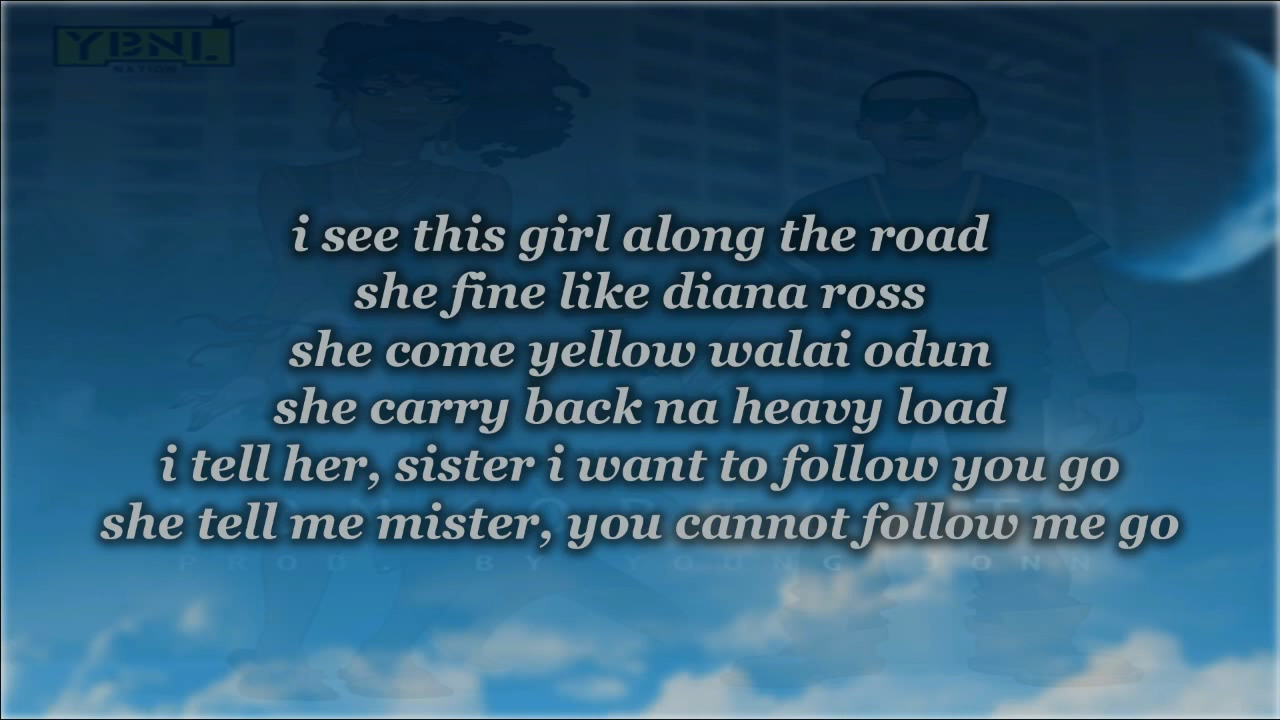 YBNL
NATION
i see this girl along the road
she fine like diana ross
she come yellow walai odun
she carry back na heavy load
i tell her, sister i want to follow you go
she tell me mister, you cannot follow me go
PROD. BY YOUNG JONN